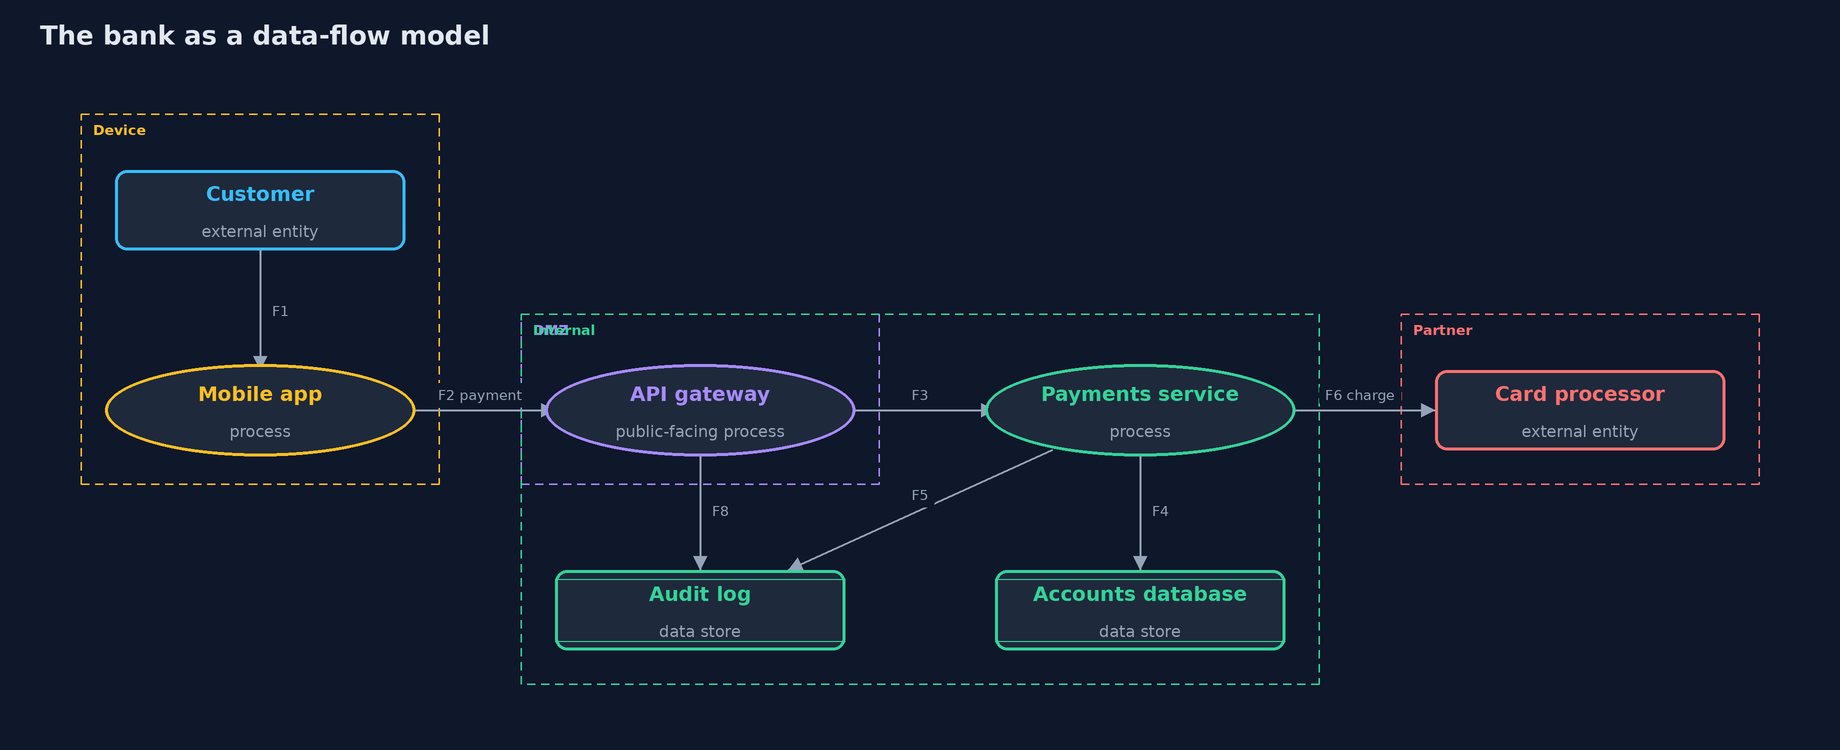 The bank as a data-flow model
Device
Customer
external entity
F1
Mobile app
process
F2 payment
Internal
API gateway
public-facing process
F3
Payments service
process
F6 charge
Partner
Card processor
external entity
F8
F5
F4
Audit log
data store
Accounts database
data store